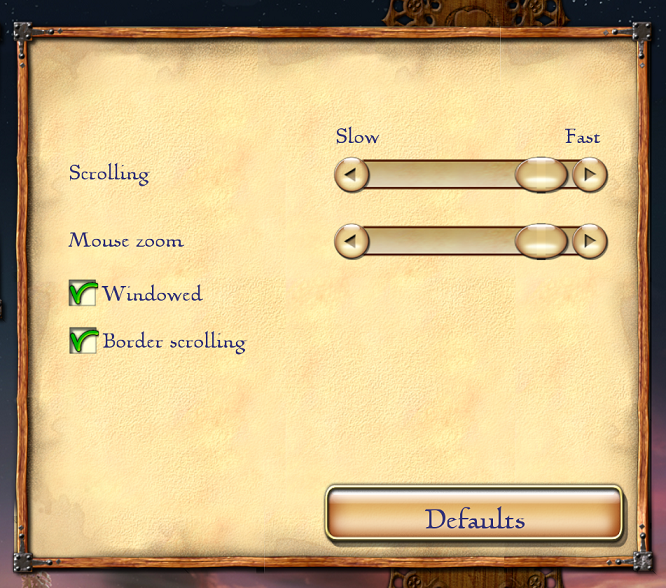 Slow Fast
Scrolling
Mouse zoom
Windowed
Border scrolling
Defaults